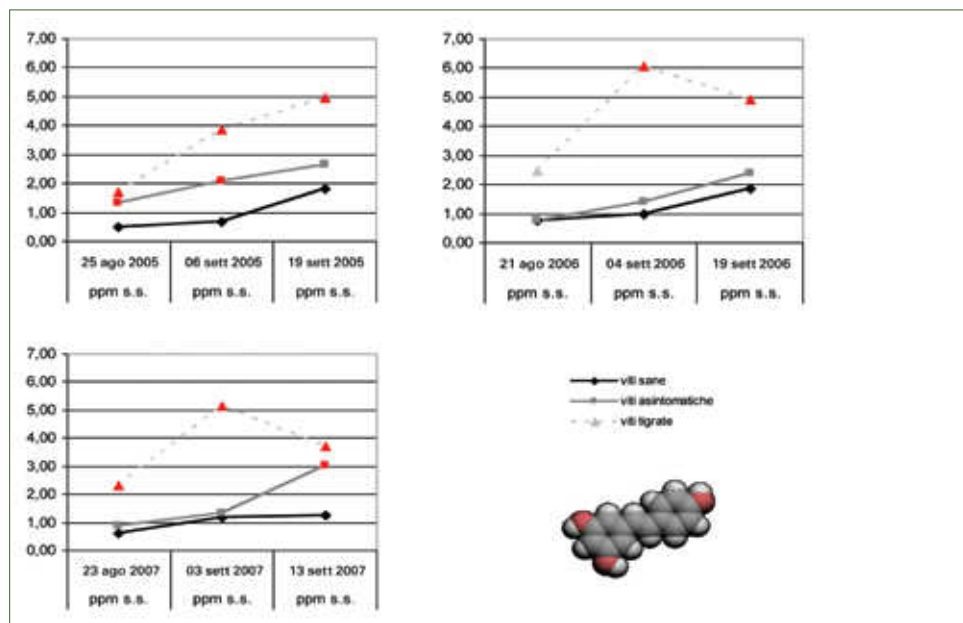 7,00
6,00
5,00
4,00
3,00
2,00
1,00
0,00
25 ago 2005 06 sett 2005 19 sett 2005
ppm s.s. ppm s.s. ppm s.s.
7,00
6,00
5,00
4,00
3,00
2,00
1,00
0,00
21 ago 2006 04 sett 2006 19 sett 2006
ppm s.s. ppm s.s. ppm s.s.
7,00
6,00
5,00
4,00
3,00
2,00
1,00
0,00
23 ago 2007 03 sett 2007 13 sett 2007
ppm s.s. ppm s.s. ppm s.s.
viti sane
viti asintomatiche
viti tigrate